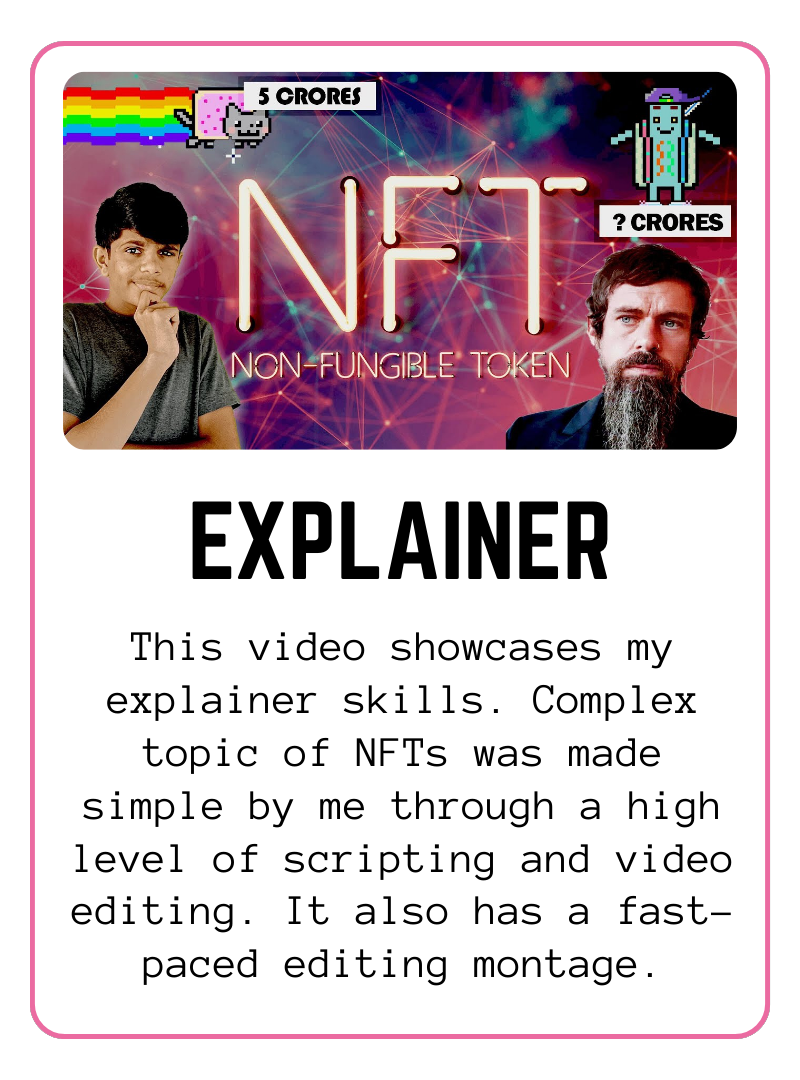 5 CRORES
? CRORES
NFT
NON-FUNGIBLE TOKEN
EXPLAINER
This video showcases my
explainer skills. Complex
topic of NFTs was made
simple by me through a high
level of scripting and video
editing. It also has a fast-
paced editing montage.